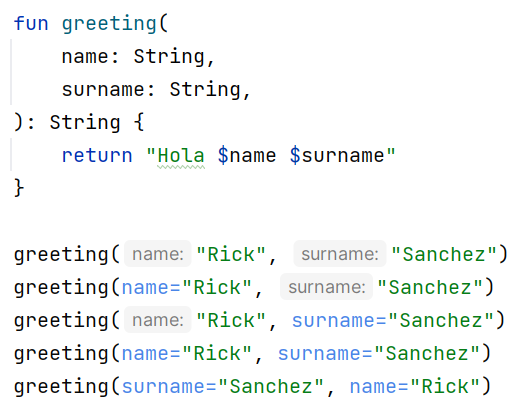 fun greeting(
    name: String,
    surname: String,
): String {
    return "Hola $name $surname"
}
greeting( name: "Rick", surname: "Sanchez")
greeting(name="Rick", surname: "Sanchez")
greeting( name: "Rick", surname="Sanchez")
greeting(name="Rick", surname="Sanchez")
greeting(surname="Sanchez", name="Rick")